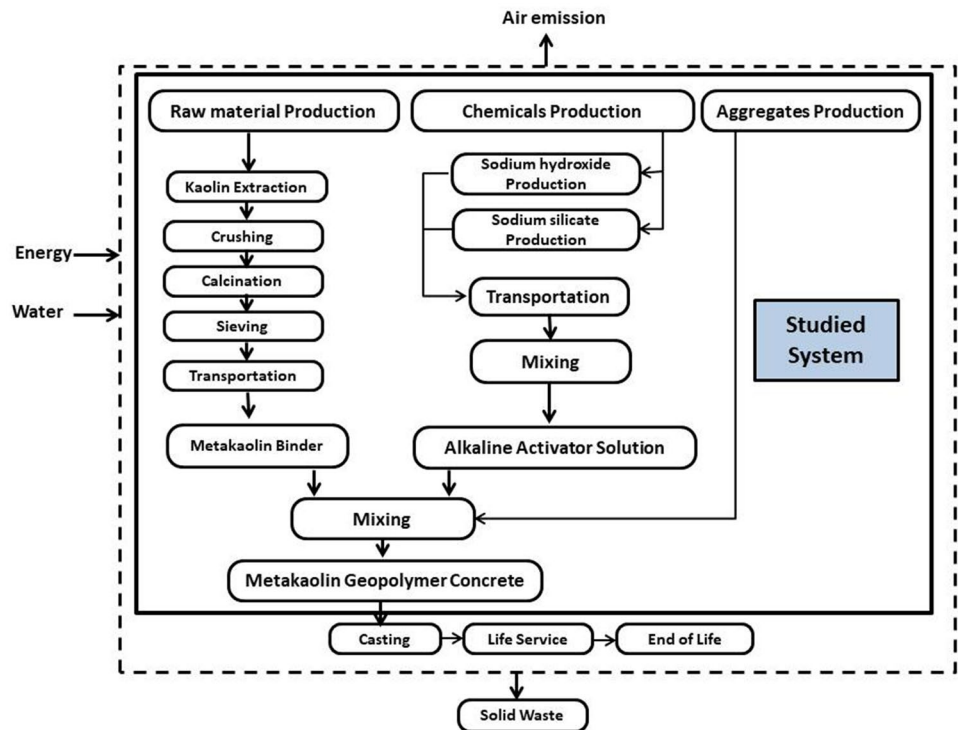 Air emission
Raw material Production
Chemicals Production
Aggregates Production
Kaolin Extraction
Crushing
Calcination
Sieving
Transportation
Metakaolin Binder
Sodium hydroxide
Production
Sodium silicate
Production
Transportation
Mixing
Alkaline Activator Solution
Energy
Water
Studied
System
Mixing
Metakaolin Geopolymer Concrete
Casting
Life Service
End of Life
Solid Waste